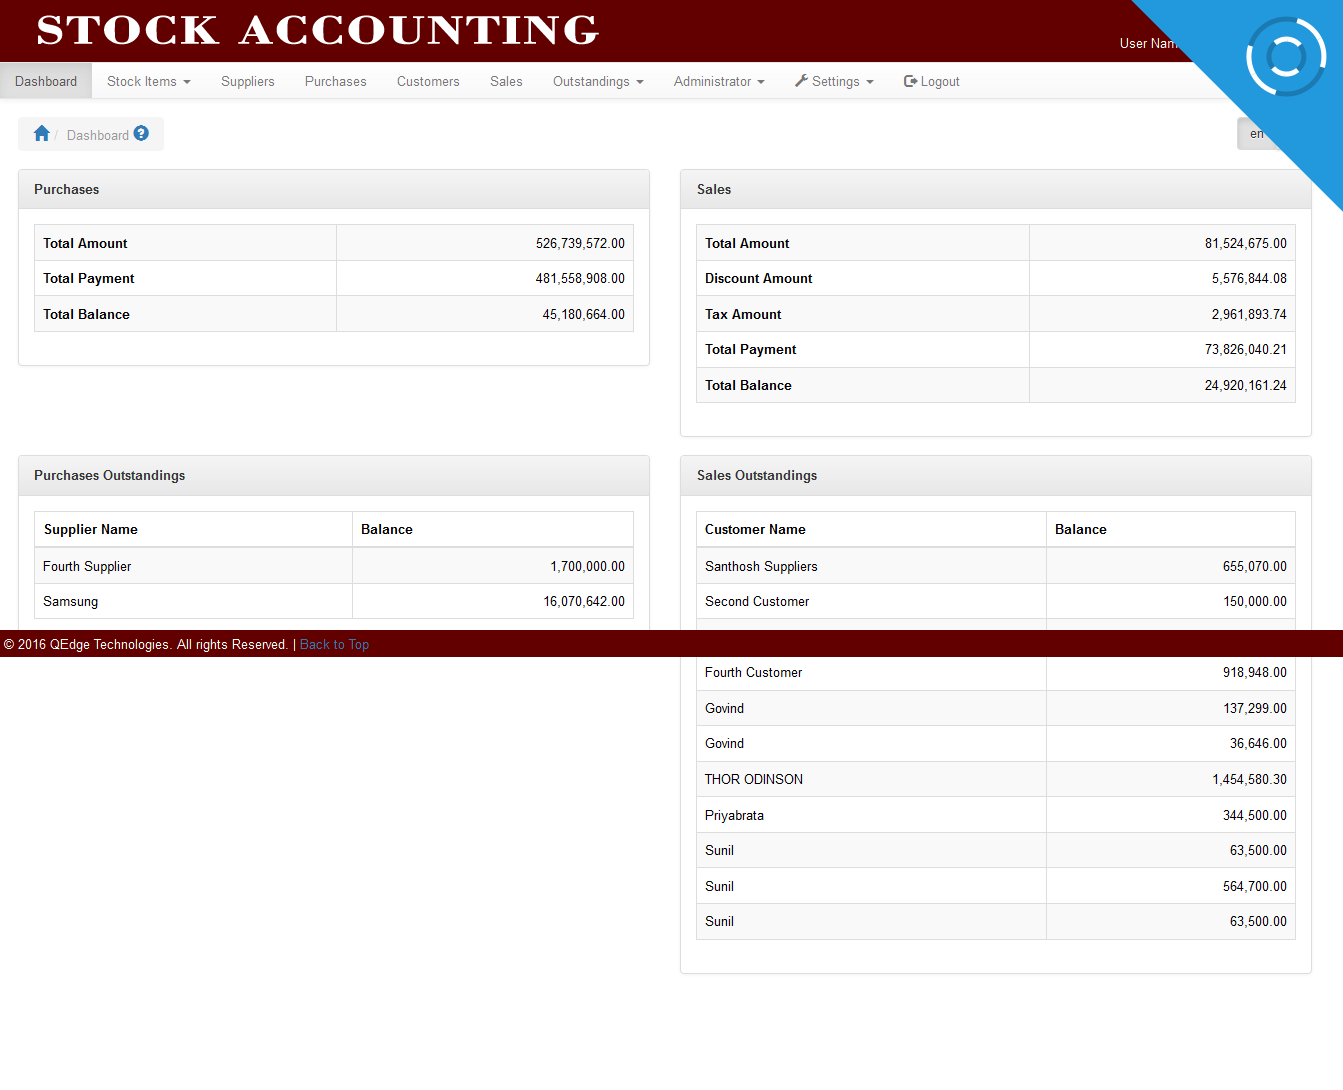 STOCK ACCOUNTING
User
Dashboard Stock Items Suppliers Purchases Customers Sales Outstandings Administrator Settings Logout
/ Dashboard
en
Purchases
Total Amount 526,739,572.00
Total Payment 481,558,908.00
Total Balance 45,180,664.00
Sales
Total Amount 81,524,675.00
Discount Amount 5,576,844.08
Tax Amount 2,961,893.74
Total Payment 73,826,040.21
Total Balance 24,920,161.24
Purchases Outstandings
Supplier Name Balance
Fourth Supplier 1,700,000.00
Samsung 16,070,642.00
Sales Outstandings
Customer Name Balance
Santhosh Suppliers 655,070.00
Second Customer 150,000.00
© 2016 QEdge Technologies. All rights Reserved. | Back to Top
Fourth Customer 918,948.00
Govind 137,299.00
Govind 36,646.00
THOR ODINSON 1,454,580.30
Priyabrata 344,500.00
Sunil 63,500.00
Sunil 564,700.00
Sunil 63,500.00